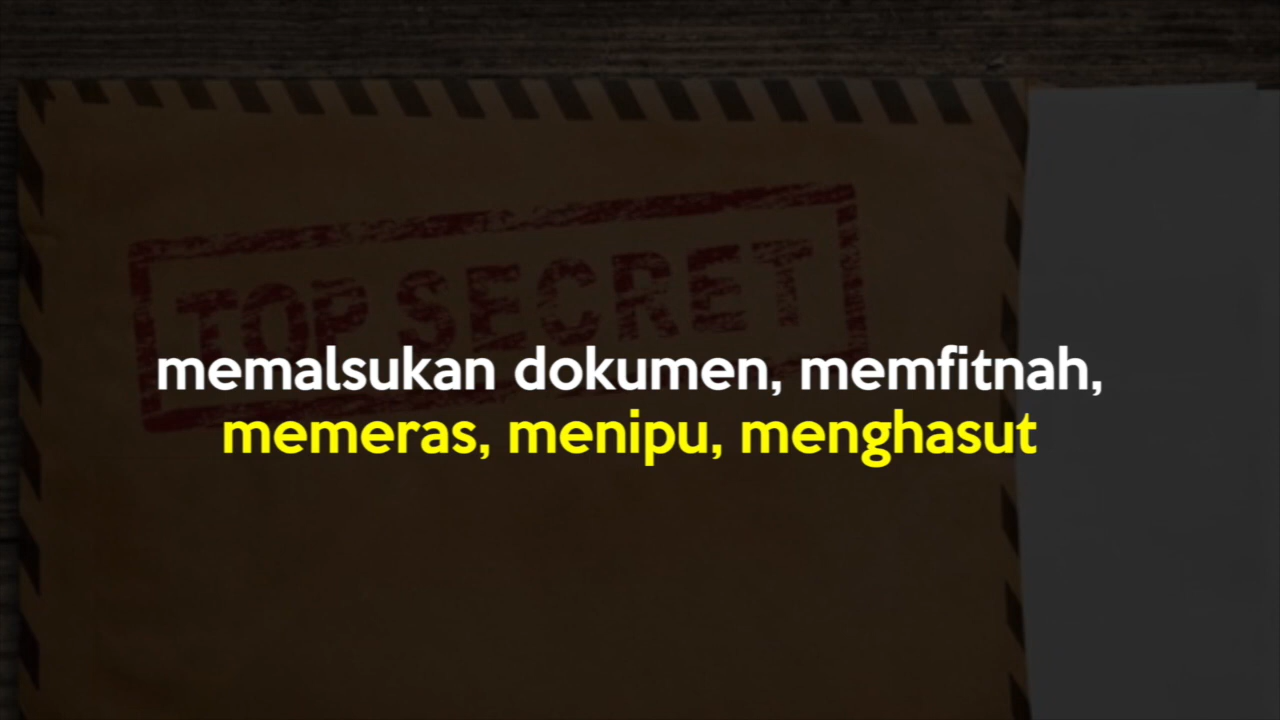 TOP SECRET
memalsukan dokumen, memfitnah,
memeras, menipu, menghasut